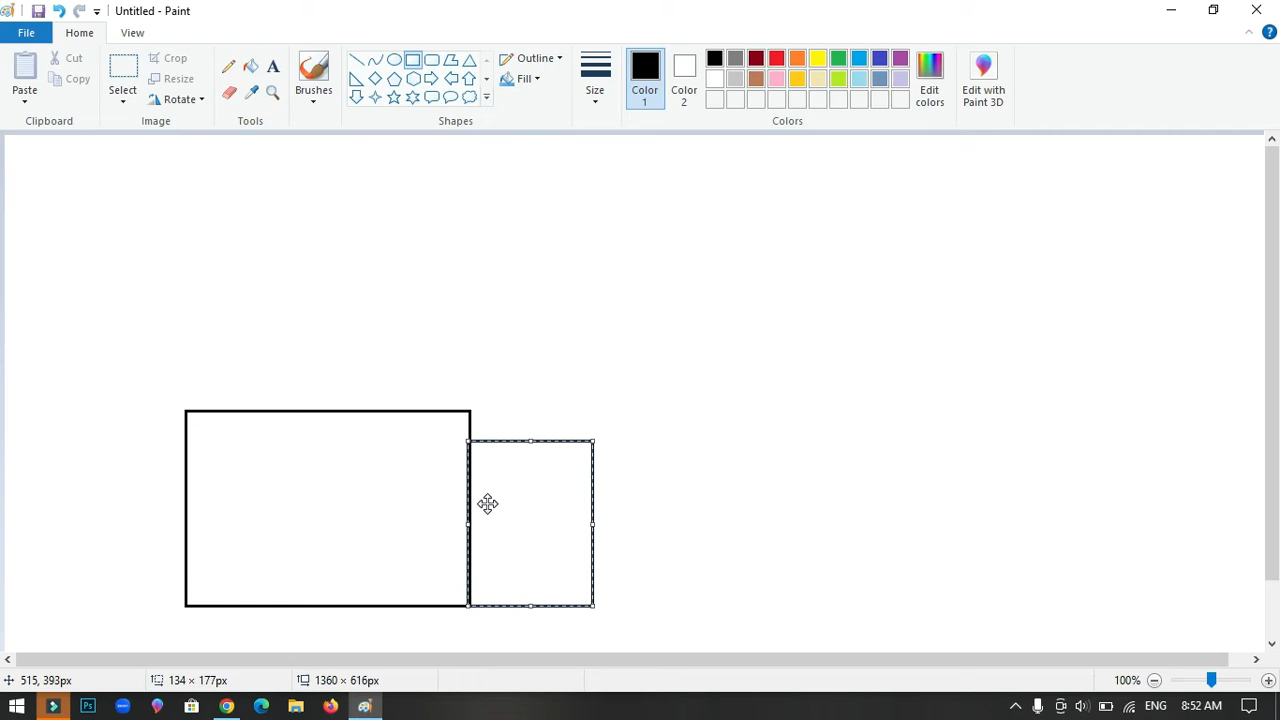 Untitled - Paint
File
Home
View
Paste
Cut
Copy
Clipboard
Select
Crop
Resize
Rotate
Image
A
Tools
Brushes
Outline
Fill
Shapes
Size
Color
1
Color
2
Edit
colors
Colors
Edit with
Paint 3D
?
515, 393px
134 × 177px
1360 × 616px
100%
Ps
ENG
8:52 AM